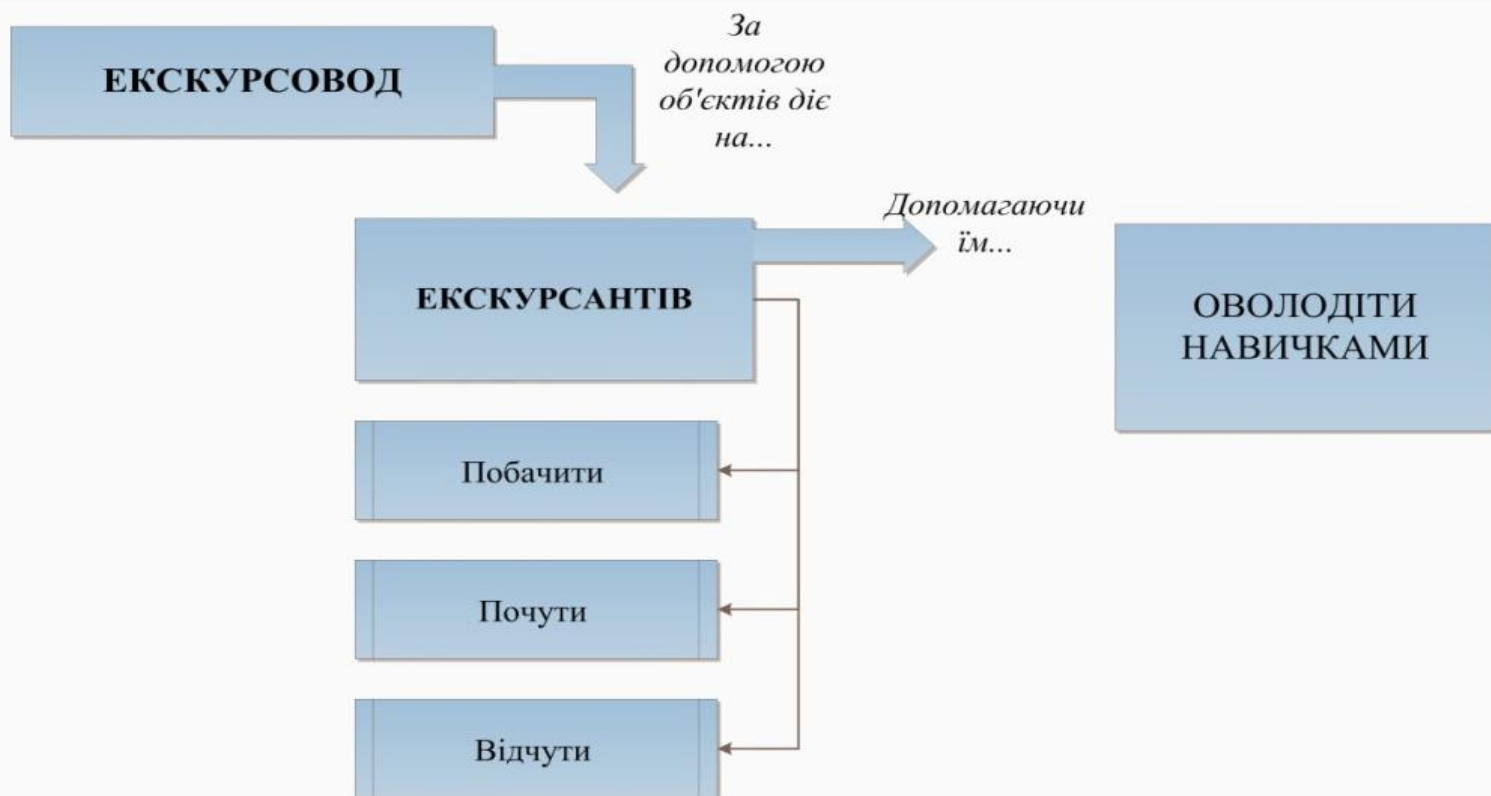 ЕКСКУРСОВОД
За
допомогою
об'єктів діє
на...
ЕКСКУРСАНТІВ
Допомагаючи
їм...
ОВОЛОДІТИ
НАВИЧКАМИ
Побачити
Почути
Відчути